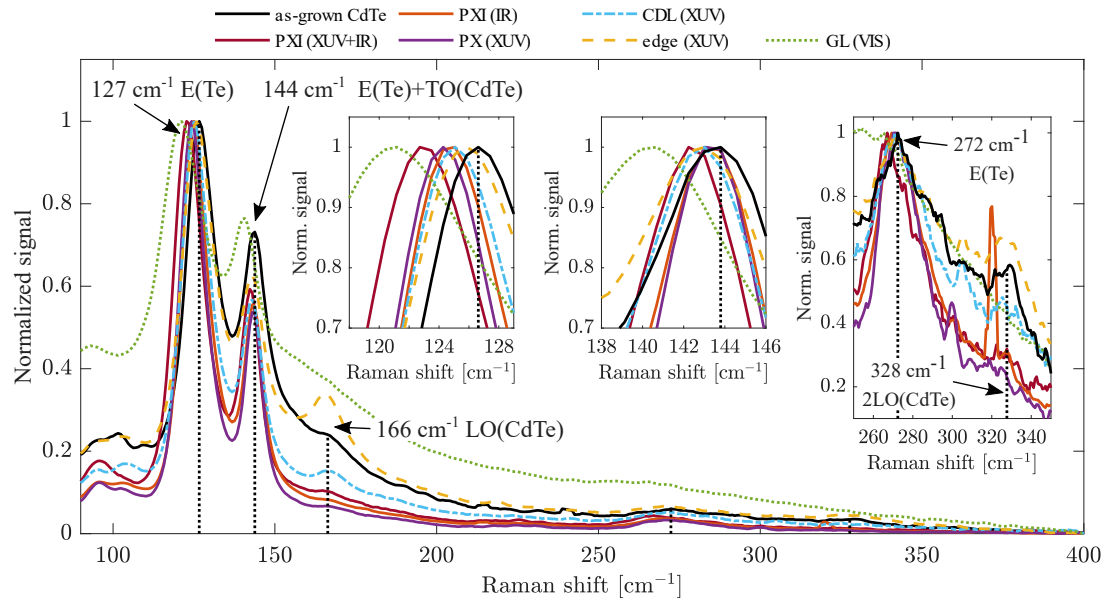 as-grown CdTe PXI (IR) CDL (XUV)
PXI (XUV+IR) PX (XUV) edge (XUV) GL (VIS)
127 cm⁻¹ E(Te)
144 cm⁻¹ E(Te)+TO(CdTe)
166 cm⁻¹ LO(CdTe)
Normalized signal
1
0.8
0.6
0.4
0.2
0
100 150 200 250 300 350 400
Raman shift [cm⁻¹]
Norm. signal
1
0.9
0.8
0.7
120 124 128
Raman shift [cm⁻¹]
Norm. signal
1
0.9
0.8
0.7
138 140 142 144 146
Raman shift [cm⁻¹]
Norm. signal
1
0.8
0.6
0.4
0.2
272 cm⁻¹
E(Te)
328 cm⁻¹
2LO(CdTe)
260 280 300 320 340
Raman shift [cm⁻¹]